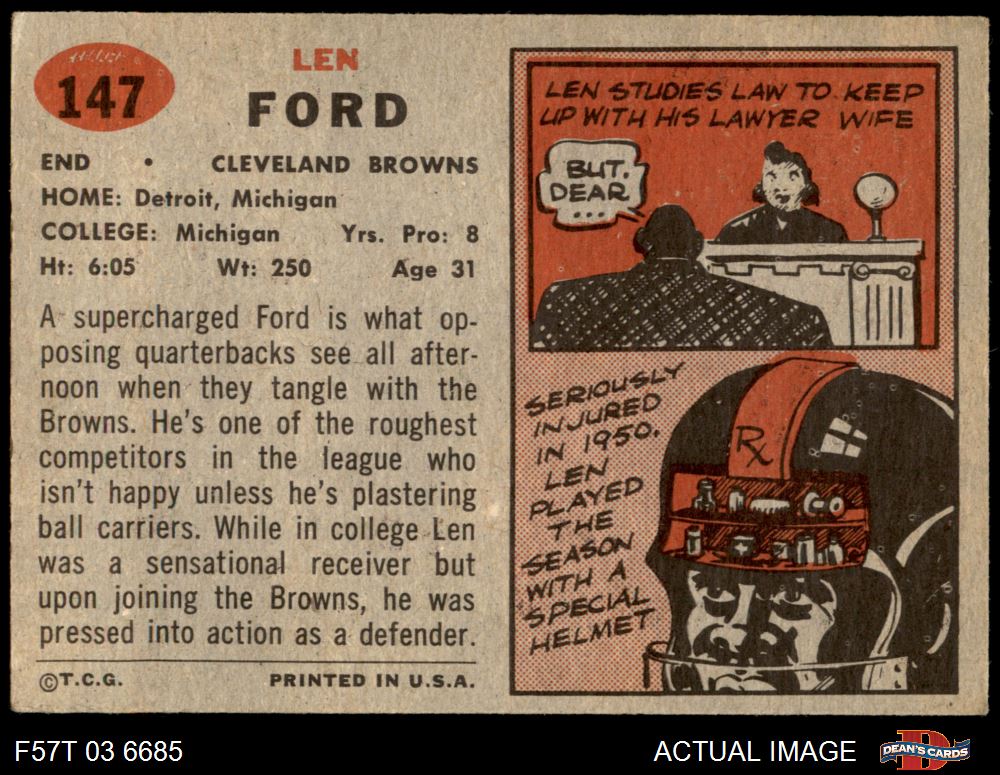 147
LEN
FORD
END • CLEVELAND BROWNS
HOME: Detroit, Michigan
COLLEGE: Michigan Yrs. Pro: 8
Ht: 6:05 Wt: 250 Age 31
A supercharged Ford is what op-
posing quarterbacks see all after-
noon when they tangle with the
Browns. He's one of the roughest
competitors in the league who
isn't happy unless he's plastering
ball carriers. While in college Len
was a sensational receiver but
upon joining the Browns, he was
pressed into action as a defender.
©T.C.G. PRINTED IN U.S.A.
LEN STUDIES LAW TO KEEP
UP WITH HIS LAWYER WIFE
BUT.
DEAR
...
SERIOUSLY
INJURED
IN 1950.
LEN
PLAYED
THE
SEASON
WITH A
SPECIAL
HELMET
Rx
F57T 03 6685
ACTUAL IMAGE
DEAN'S CARDS